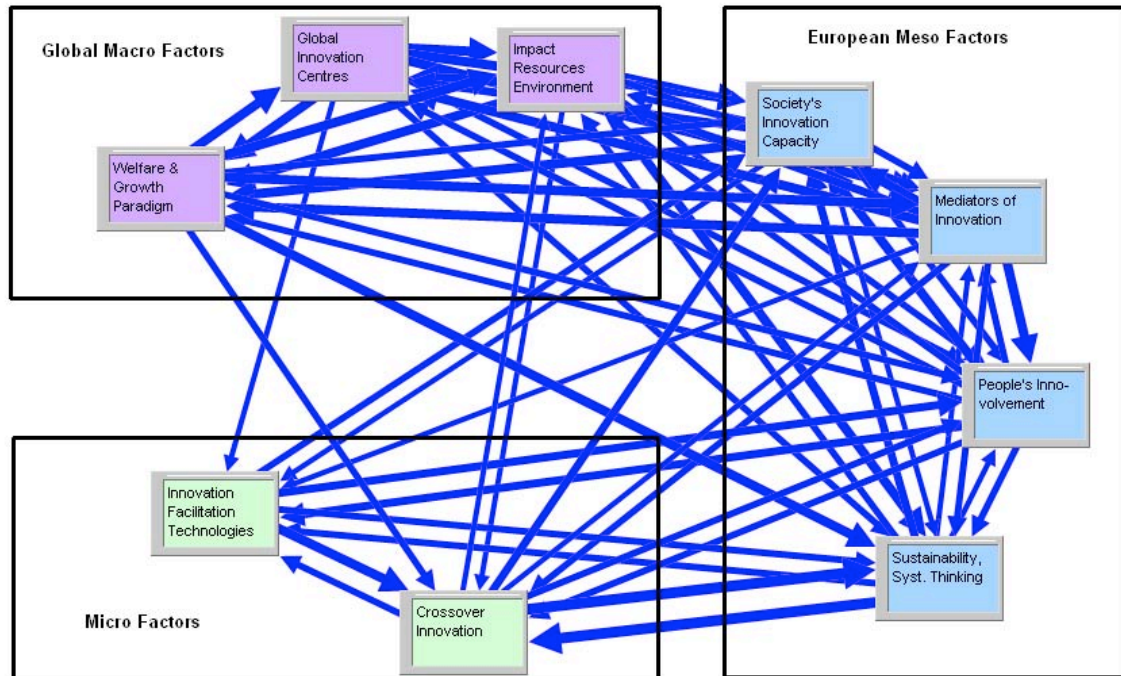 Global Macro Factors
Global
Innovation
Centres
Impact
Resources
Environment
Welfare &
Growth
Paradigm
European Meso Factors
Society's
Innovation
Capacity
Mediators of
Innovation
People's Inno-
volvement
Sustainability,
Syst. Thinking
Innovation
Facilitation
Technologies
Crossover
Innovation
Micro Factors